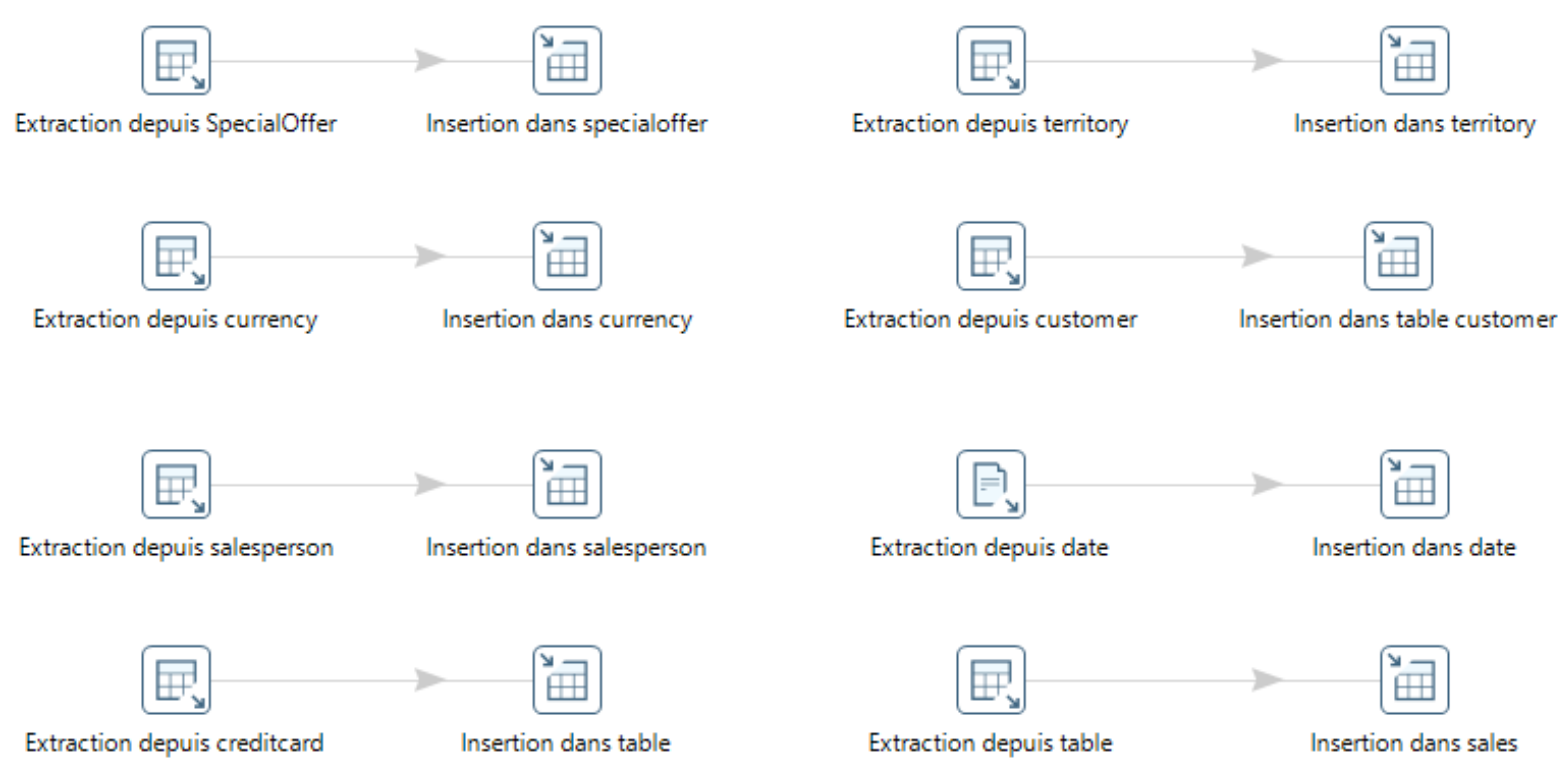 Extraction depuis SpecialOffer
Insertion dans specialoffer
Extraction depuis territory
Insertion dans territory
Extraction depuis currency
Insertion dans currency
Extraction depuis customer
Insertion dans table customer
Extraction depuis salesperson
Insertion dans salesperson
Extraction depuis date
Insertion dans date
Extraction depuis creditcard
Insertion dans table
Extraction depuis table
Insertion dans sales